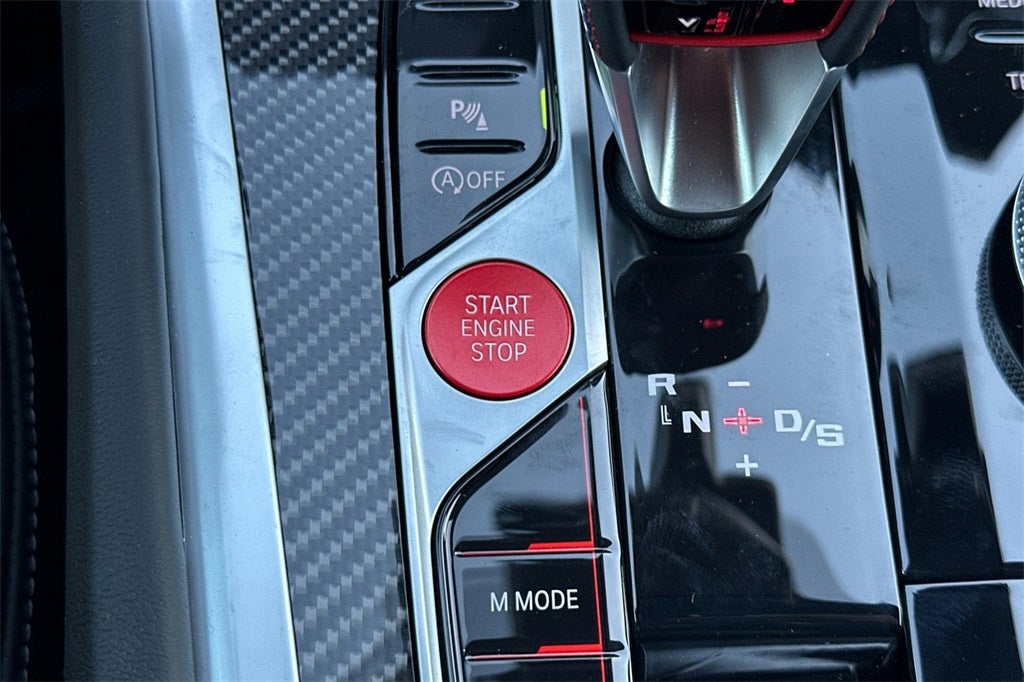 P
A OFF
START
ENGINE
STOP
R −
N D/S
+
M MODE